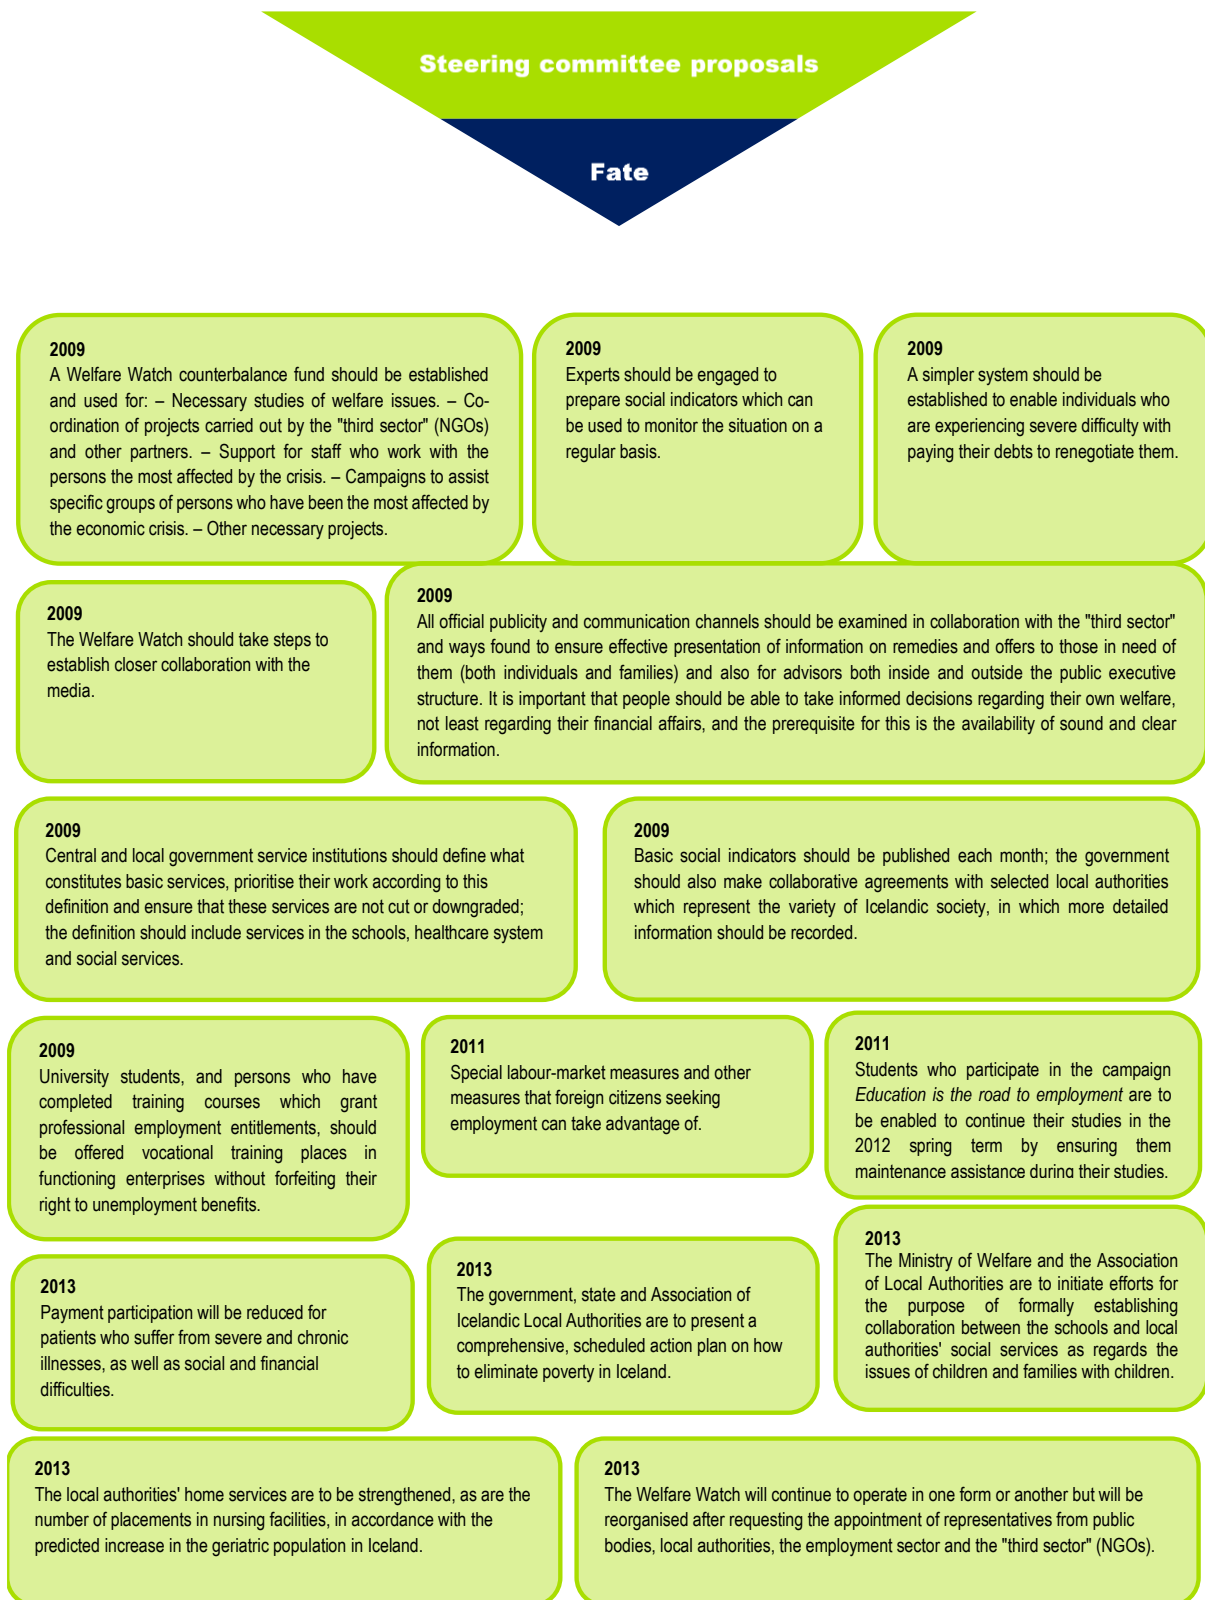 Steering committee proposals
Fate
2009
A Welfare Watch counterbalance fund should be established
and used for: – Necessary studies of welfare issues. – Co-
ordination of projects carried out by the "third sector" (NGOs)
and other partners. – Support for staff who work with the
persons the most affected by the crisis. – Campaigns to assist
specific groups of persons who have been the most affected by
the economic crisis. – Other necessary projects.
2009
Experts should be engaged to
prepare social indicators which can
be used to monitor the situation on a
regular basis.
2009
A simpler system should be
established to enable individuals who
are experiencing severe difficulty with
paying their debts to renegotiate them.
2009
The Welfare Watch should take steps to
establish closer collaboration with the
media.
2009
All official publicity and communication channels should be examined in collaboration with the "third sector"
and ways found to ensure effective presentation of information on remedies and offers to those in need of
them (both individuals and families) and also for advisors both inside and outside the public executive
structure. It is important that people should be able to take informed decisions regarding their own welfare,
not least regarding their financial affairs, and the prerequisite for this is the availability of sound and clear
information.
2009
Central and local government service institutions should define what
constitutes basic services, prioritise their work according to this
definition and ensure that these services are not cut or downgraded;
the definition should include services in the schools, healthcare system
and social services.
2009
Basic social indicators should be published each month; the government
should also make collaborative agreements with selected local authorities
which represent the variety of Icelandic society, in which more detailed
information should be recorded.
2009
University students, and persons who have
completed training courses which grant
professional employment entitlements, should
be offered vocational training places in
functioning enterprises without forfeiting their
right to unemployment benefits.
2011
Special labour-market measures and other
measures that foreign citizens seeking
employment can take advantage of.
2011
Students who participate in the campaign
Education is the road to employment are to
be enabled to continue their studies in the
2012 spring term by ensuring them
maintenance assistance during their studies.
2013
Payment participation will be reduced for
patients who suffer from severe and chronic
illnesses, as well as social and financial
difficulties.
2013
The government, state and Association of
Icelandic Local Authorities are to present a
comprehensive, scheduled action plan on how
to eliminate poverty in Iceland.
2013
The Ministry of Welfare and the Association
of Local Authorities are to initiate efforts for
the purpose of formally establishing
collaboration between the schools and local
authorities' social services as regards the
issues of children and families with children.
2013
The local authorities' home services are to be strengthened, as are the
number of placements in nursing facilities, in accordance with the
predicted increase in the geriatric population in Iceland.
2013
The Welfare Watch will continue to operate in one form or another but will be
reorganised after requesting the appointment of representatives from public
bodies, local authorities, the employment sector and the "third sector" (NGOs).